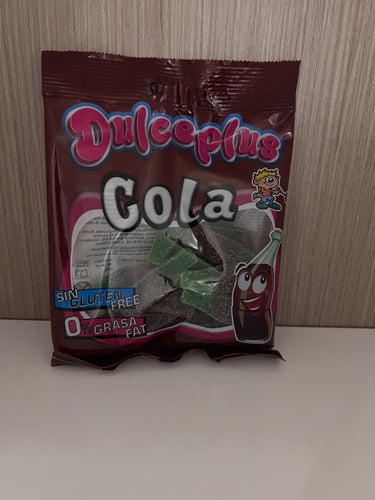 Dulceplus
Cola
SIN
GLUTEN
FREE
0% GRASA
FAT